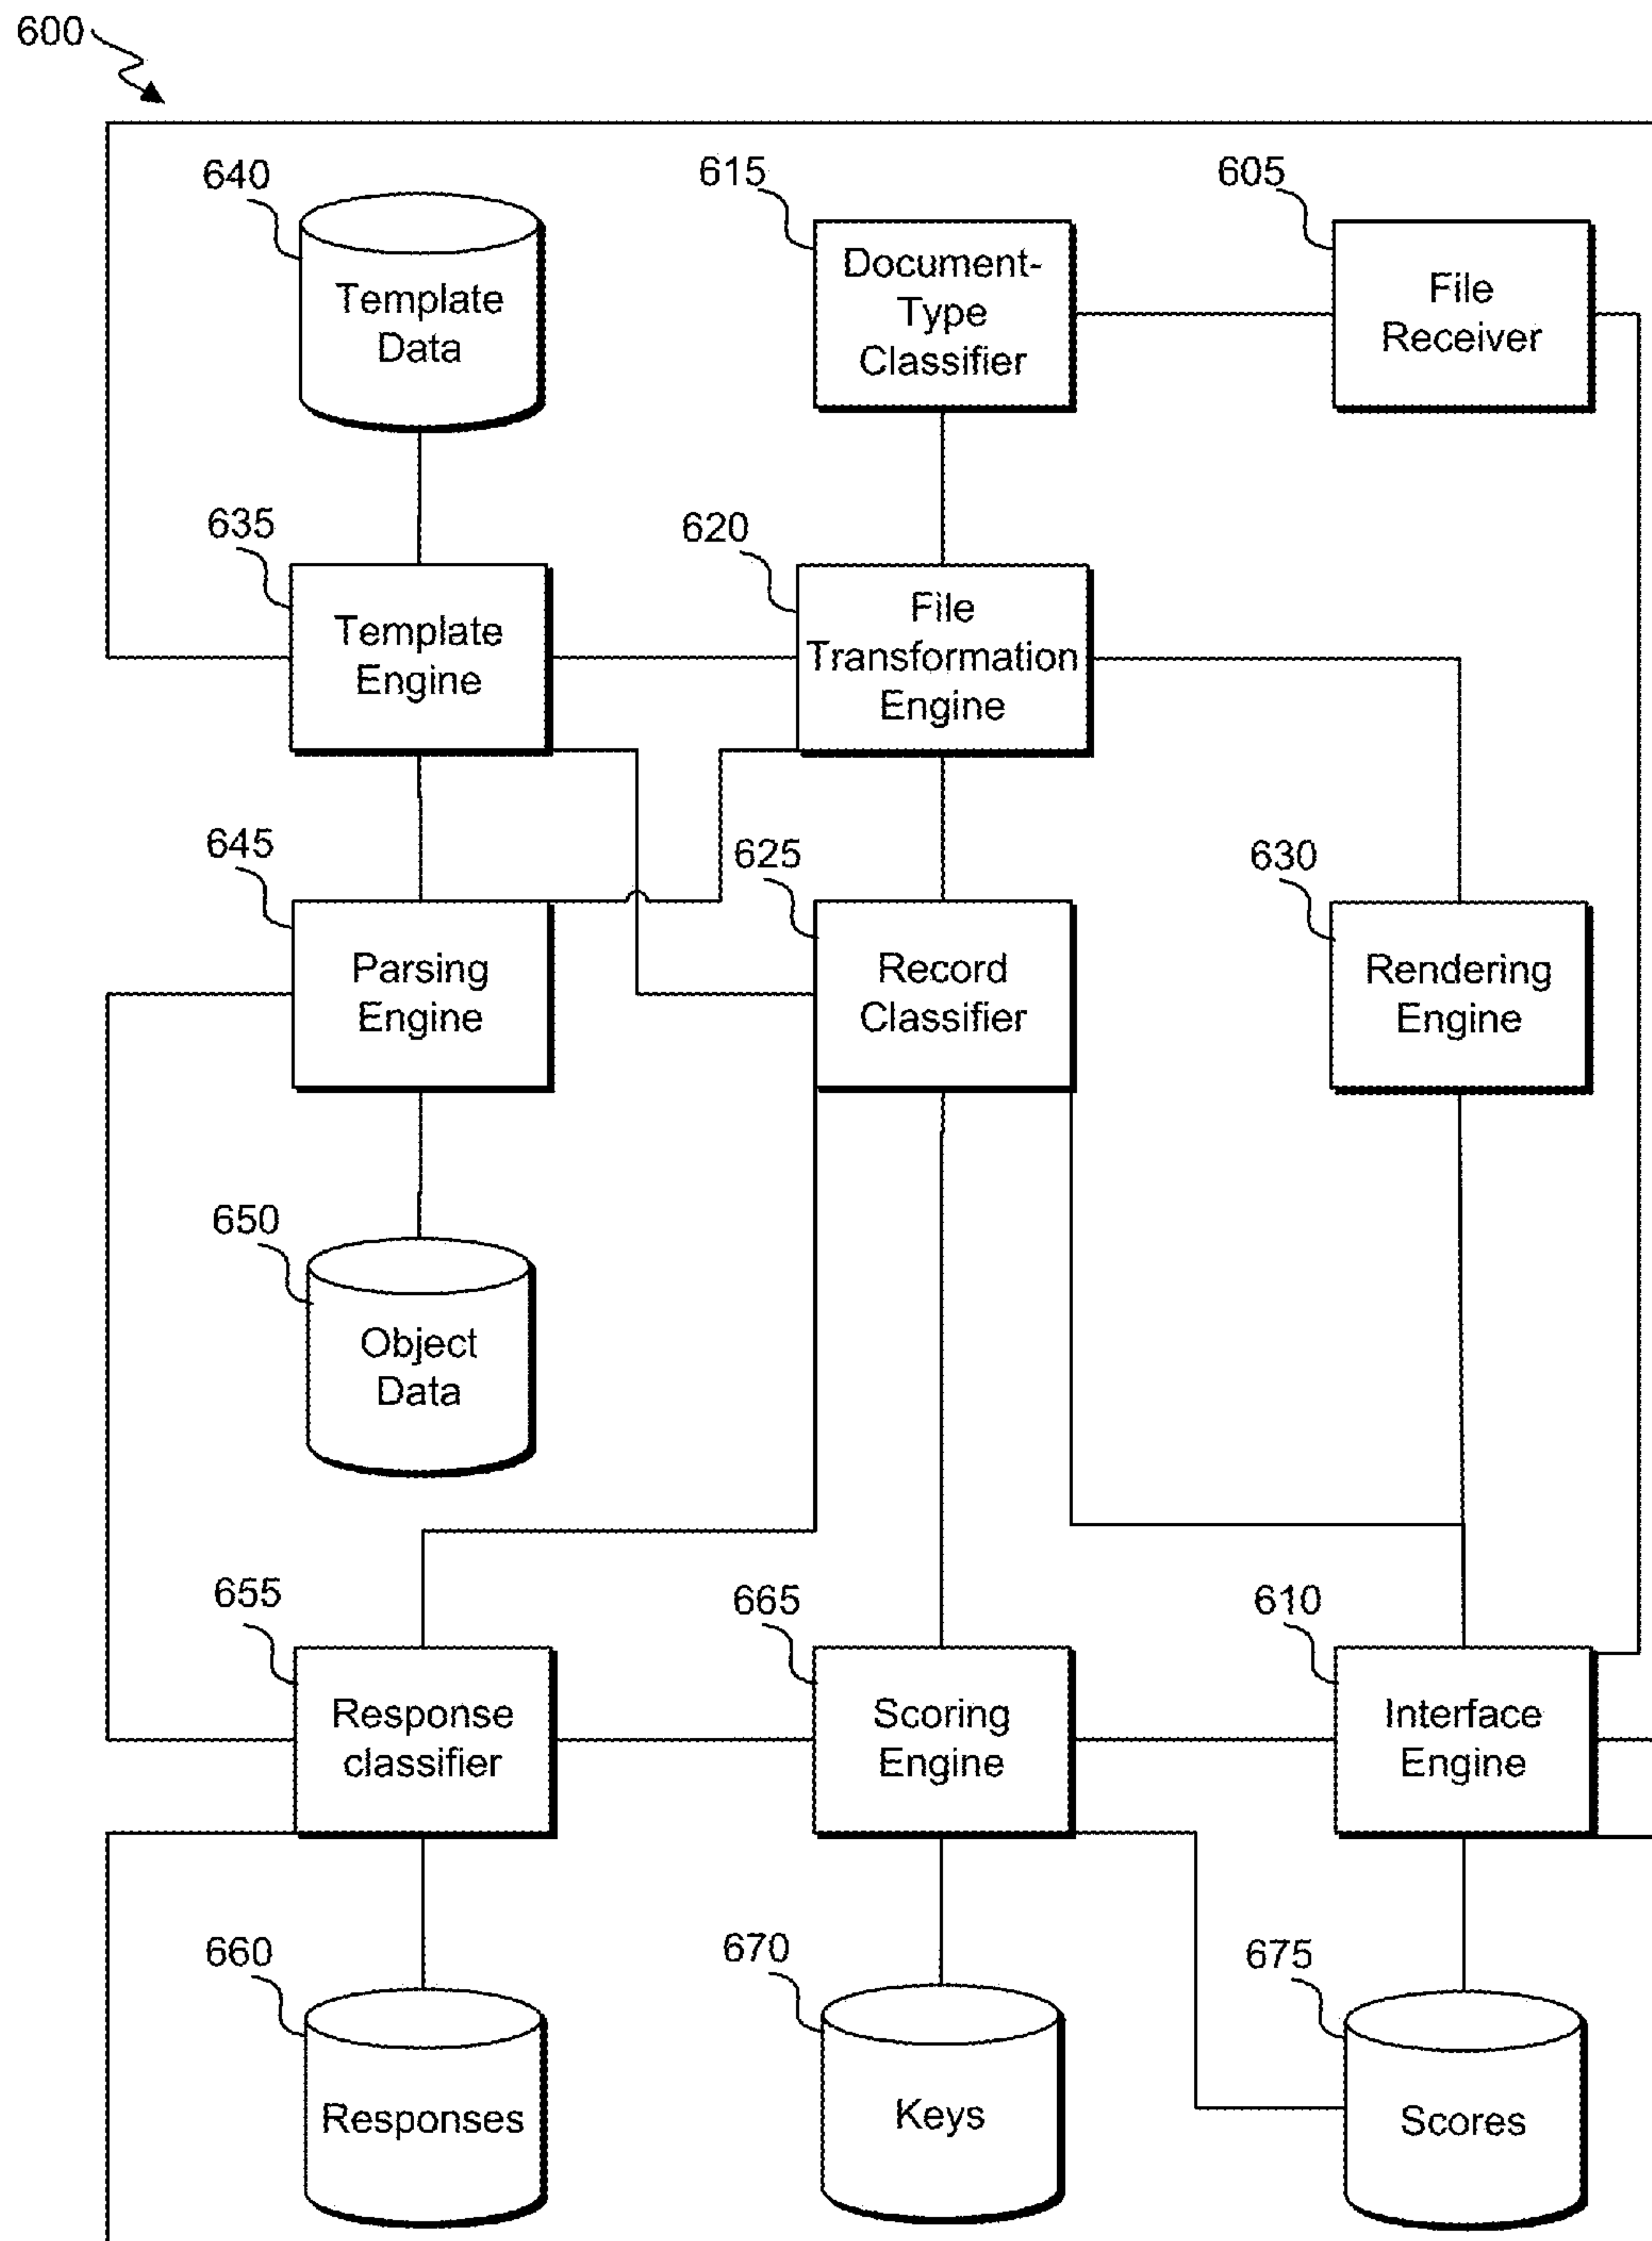 600
640
615
605
Template
Data
Document-
Type
Classifier
File
Receiver
635
620
Template
Engine
File
Transformation
Engine
645
625
630
Parsing
Engine
Record
Classifier
Rendering
Engine
650
Object
Data
655
665
610
Response
classifier
Scoring
Engine
Interface
Engine
660
670
675
Responses
Keys
Scores